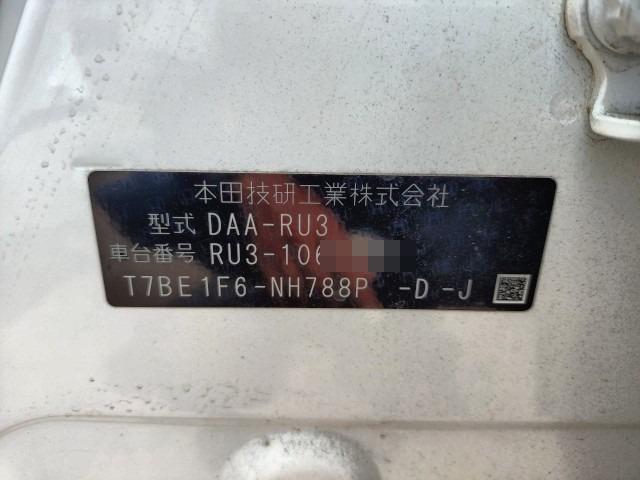 本田技研工業株式会社
型式 DAA-RU3
車台番号 RU3-106
T7BE1F6-NH788P -D -J